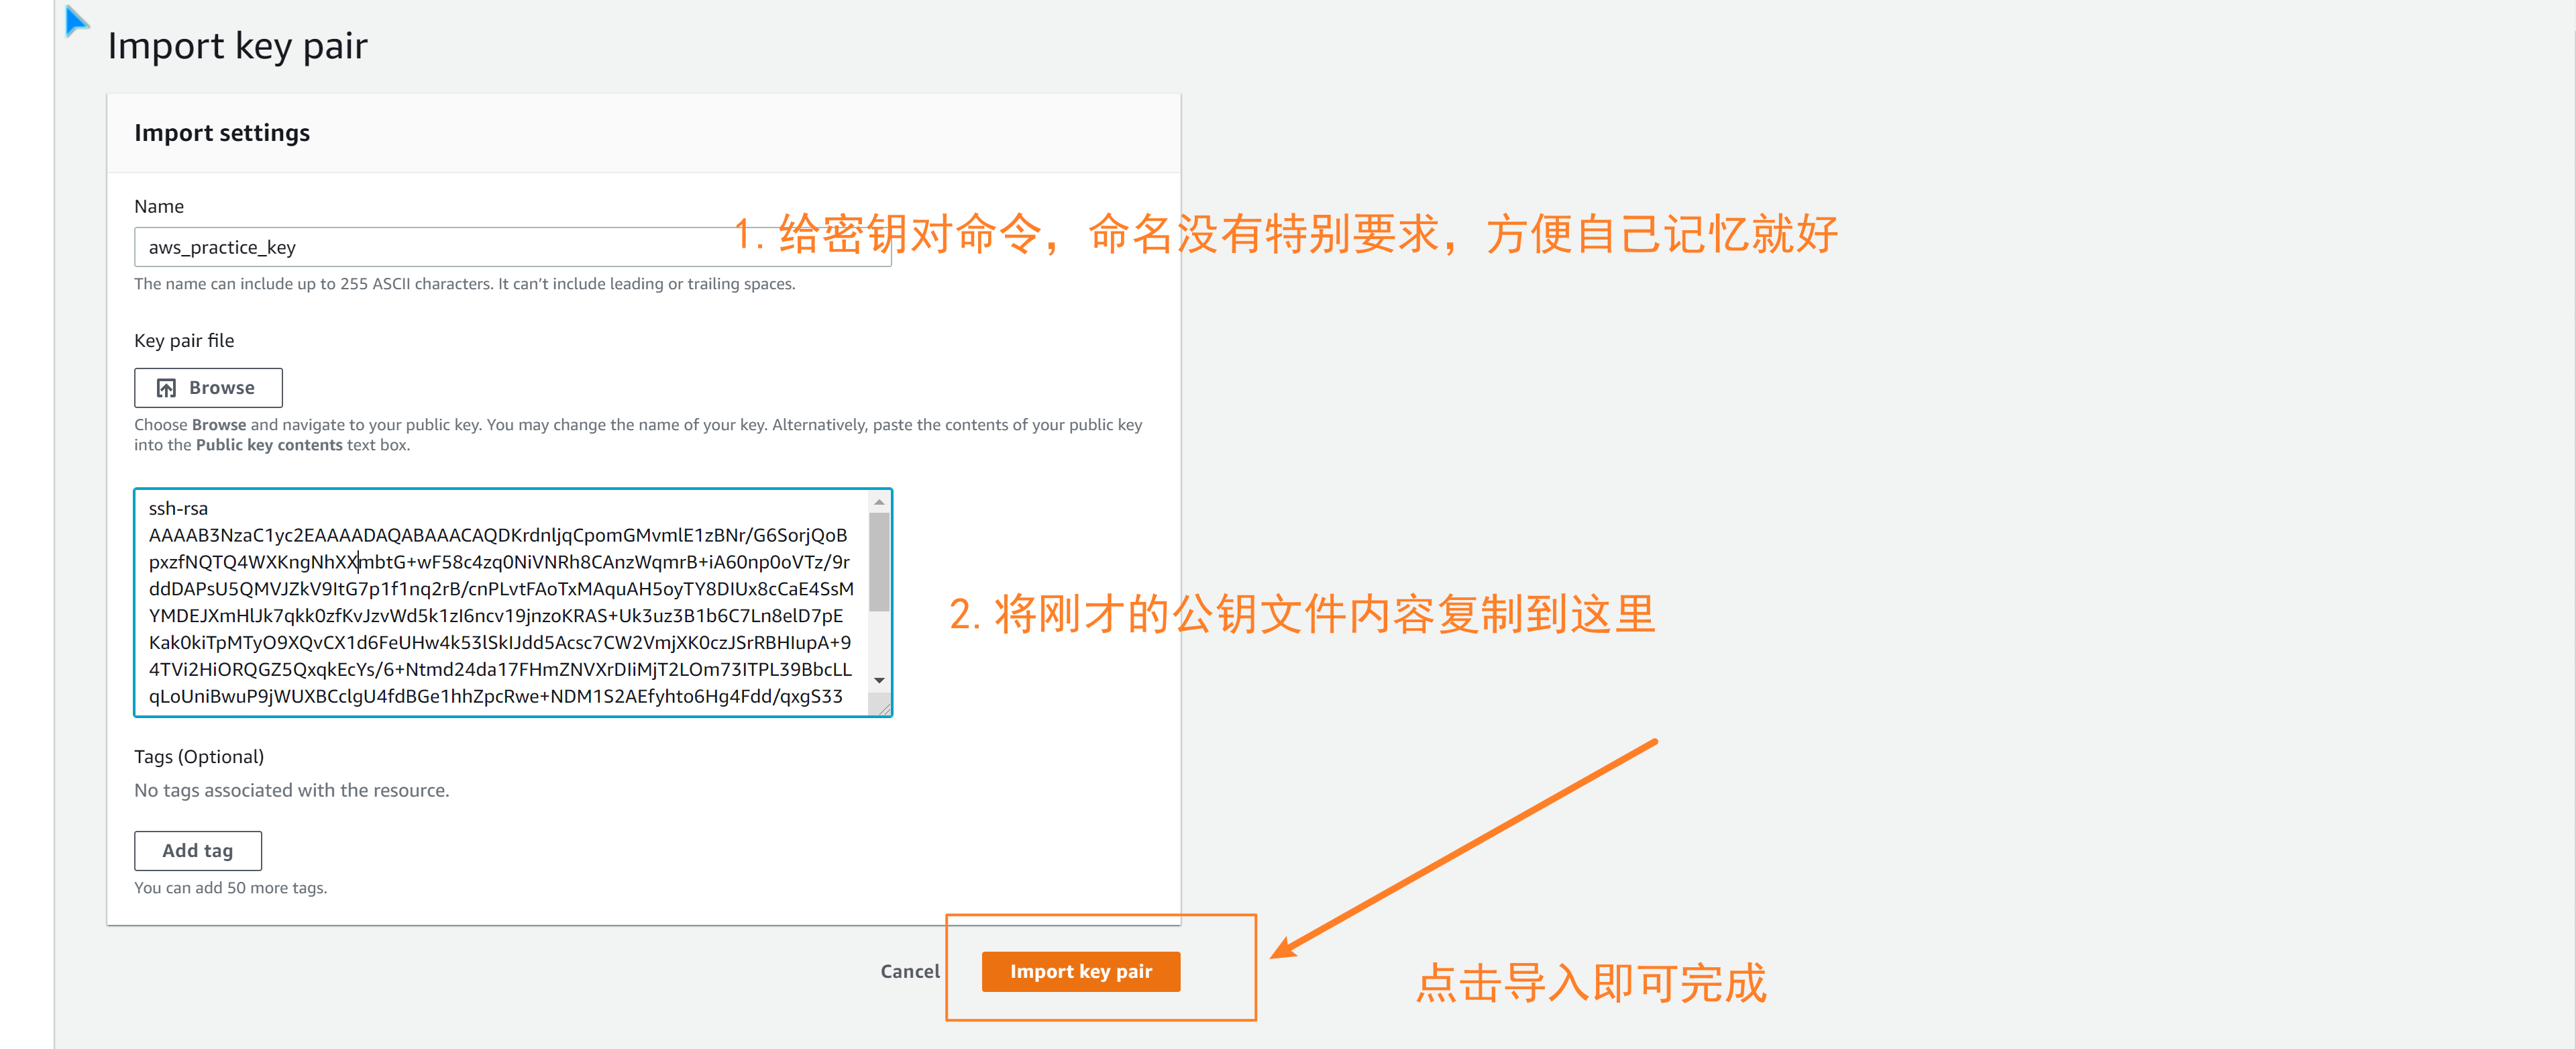 Import key pair
Import settings
Name
aws_practice_key
1. 给密钥对命令，命名没有特别要求，方便自己记忆就好
The name can include up to 255 ASCII characters. It can't include leading or trailing spaces.
Key pair file
Browse
Choose Browse and navigate to your public key. You may change the name of your key. Alternatively, paste the contents of your public key
into the Public key contents text box.
ssh-rsa
AAAAB3NzaC1yc2EAAAADAQABAAACAQDKrdnljqCpomGMvmlE1zBNr/G6SorjQoB
pxzfNQTQ4WXKngNhXXmbtG+wF58c4zq0NiVNRh8CAnzWqmrB+iA60np0oVTz/9r
ddDAPsU5QMVJZkV9ItG7p1f1nq2rB/cnPLvtFAoTxMAquAH5oyTY8DIUx8cCaE4SsM
YMDEJXmHlJk7qkk0zfKvJzvWd5k1zI6ncv19jnzoKRAS+Uk3uz3B1b6C7Ln8elD7pE
Kak0kiTpMTyO9XQvCX1d6FeUHw4k53lSkIJdd5Acsc7CW2VmjXK0czJSrRBHIupA+9
4TVi2HiORQGZ5QxqkEcYs/6+Ntmd24da17FHmZNVXrDIiMjT2LOm73ITPL39BbcLL
qLoUniBwuP9jWUXBCclgU4fdBGe1hhZpcRwe+NDM1S2AEfyhto6Hg4Fdd/qxgS33
2. 将刚才的公钥文件内容复制到这里
Tags (Optional)
No tags associated with the resource.
Add tag
You can add 50 more tags.
Cancel
Import key pair
点击导入即可完成